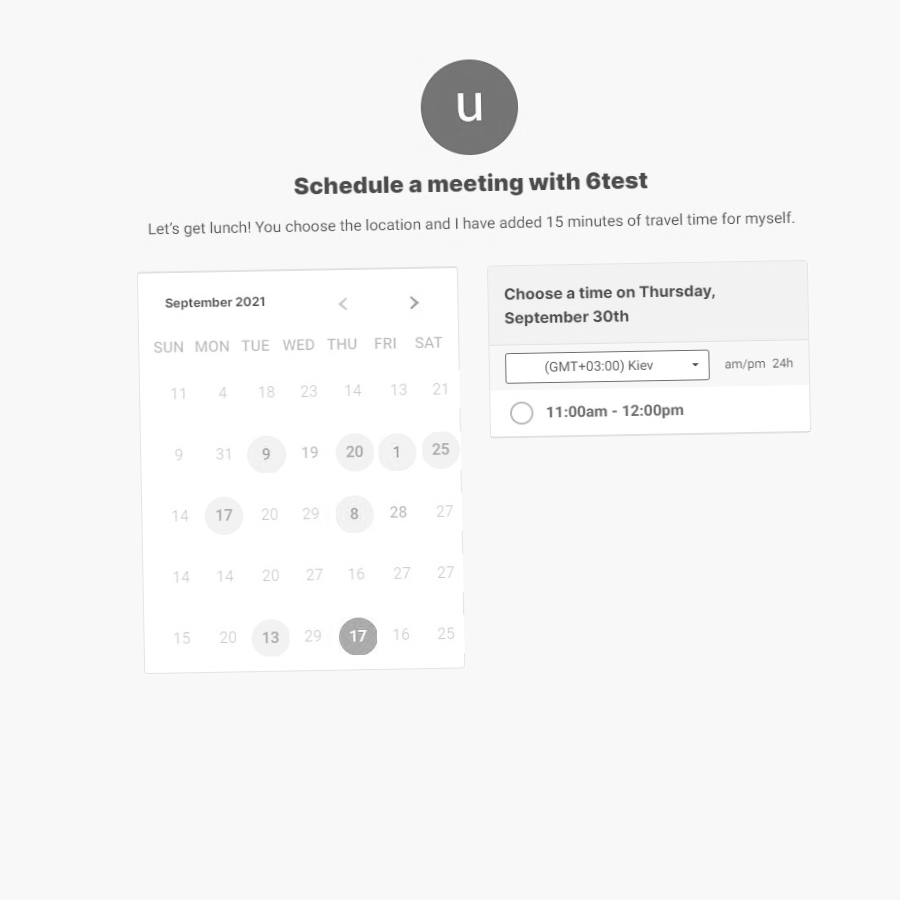 u
Schedule a meeting with 6test
Let's get lunch! You choose the location and I have added 15 minutes of travel time for myself.
September 2021
SUN MON TUE WED THU FRI SAT
11 4 18 23 14 13 21
9 31 9 19 20 1 25
14 17 20 29 8 28 27
14 14 20 27 16 27 27
15 20 13 29 17 16 25
Choose a time on Thursday,
September 30th
(GMT+03:00) Kiev am/pm 24h
11:00am - 12:00pm